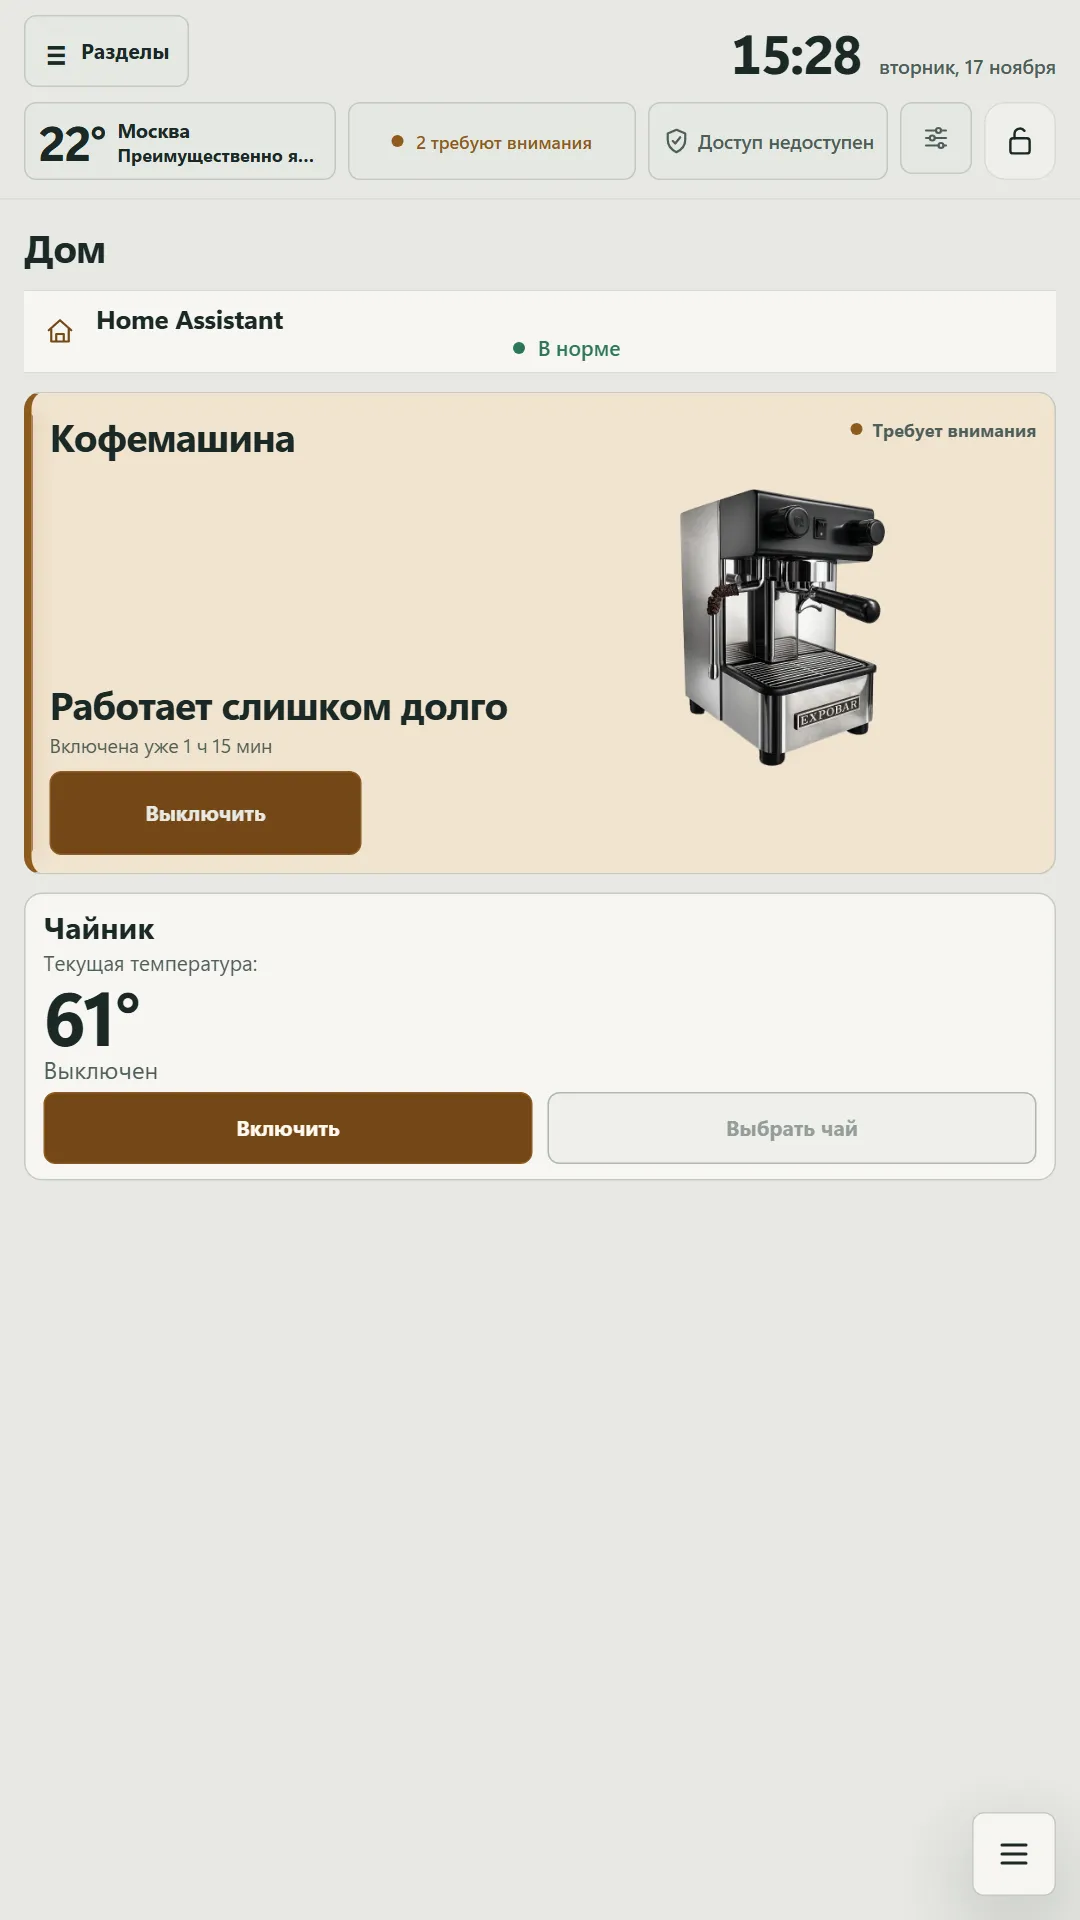 Разделы
15:28
вторник, 17 ноября
22°
Москва
Преимущественно я...
2 требуют внимания
Доступ недоступен
Дом
Home Assistant
В норме
Кофемашина
Требует внимания
EXPOBAR
Работает слишком долго
Включена уже 1 ч 15 мин
Выключить
Чайник
Текущая температура:
61°
Выключен
Включить
Выбрать чай